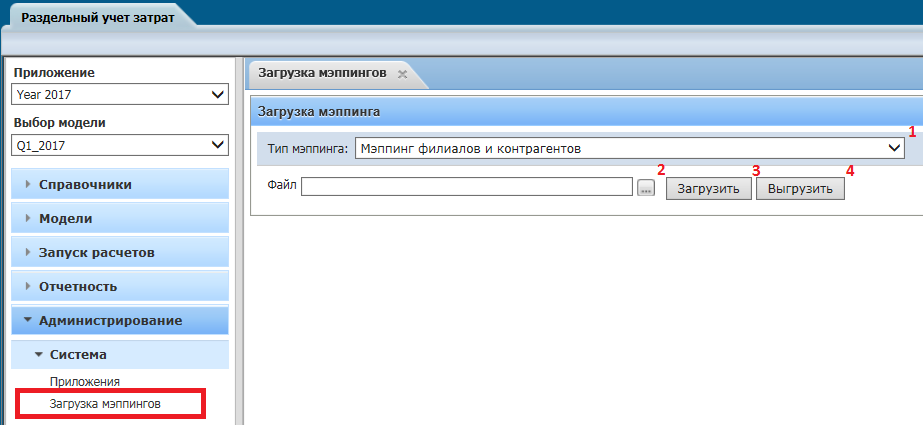 Раздельный учет затрат
Приложение
Year 2017
Выбор модели
Q1_2017
Справочники
Модели
Запуск расчетов
Отчетность
Администрирование
Система
Приложения
Загрузка мэппингов
Загрузка мэппингов
Загрузка мэппинга
1
Тип мэппинга: Мэппинг филиалов и контрагентов
2 3 4
Файл ... Загрузить Выгрузить